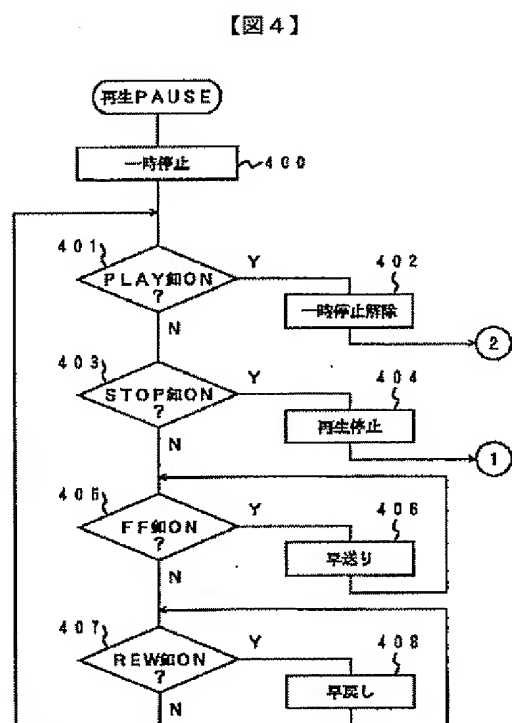 【図4】
再生PAUSE
一時停止
400
401
PLAY釦ON
?
Y
402
一時停止解除
2
N
403
STOP釦ON
?
Y
404
再生停止
1
N
405
FF釦ON
?
Y
406
早送り
N
407
REW釦ON
?
Y
408
早戻し
N